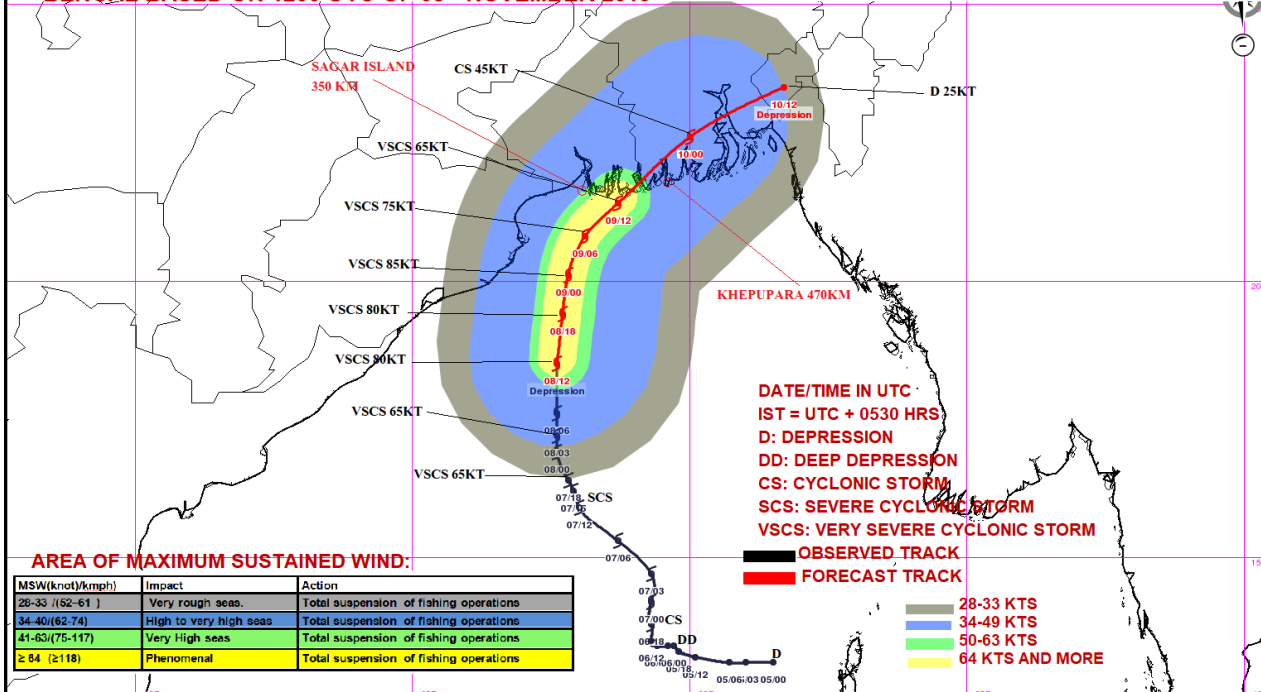 SAGAR ISLAND
350 KM
CS 45KT
D 25KT
10/12
Depression
VSCS 65KT
10/00
VSCS 75KT
09/12
09/06
VSCS 85KT
09/00
KHEPUPARA 470KM
20
VSCS 80KT
08/18
VSCS 80KT
08/12
Depression
VSCS 65KT
08/06
08/03
08/00
VSCS 65KT
07/18
SCS
07/12
07/06
07/03
07/00
CS
06/18
DD
06/12
06/00
05/18
05/12
D
05/06
05/03
05/00
DATE/TIME IN UTC
IST = UTC + 0530 HRS
D: DEPRESSION
DD: DEEP DEPRESSION
CS: CYCLONIC STORM
SCS: SEVERE CYCLONIC STORM
VSCS: VERY SEVERE CYCLONIC STORM
OBSERVED TRACK
FORECAST TRACK
15
28-33 KTS
34-49 KTS
50-63 KTS
64 KTS AND MORE
AREA OF MAXIMUM SUSTAINED WIND:
MSW(knot)/kmph) Impact Action
28-33 /(52–61 ) Very rough seas. Total suspension of fishing operations
34-40/(62-74) High to very high seas Total suspension of fishing operations
41-63/(75-117) Very High seas Total suspension of fishing operations
≥ 64 (≥118) Phenomenal Total suspension of fishing operations